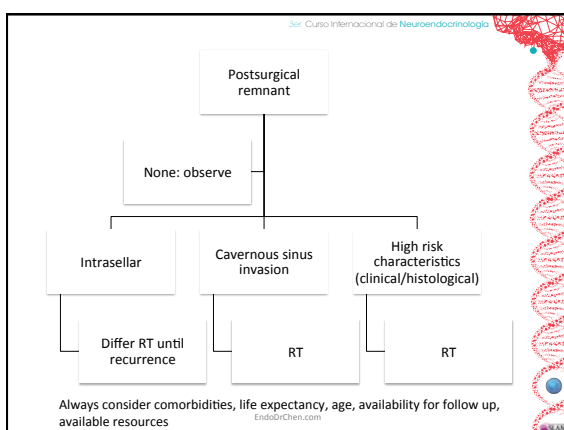 3er. Curso Internacional de Neuroendocrinología
Postsurgical
remnant
None: observe
Intrasellar
Cavernous sinus
invasion
High risk
characteristics
(clinical/histological)
Differ RT until
recurrence
RT
RT
Always consider comorbidities, life expectancy, age, availability for follow up,
available resources
EndoDrChen.com